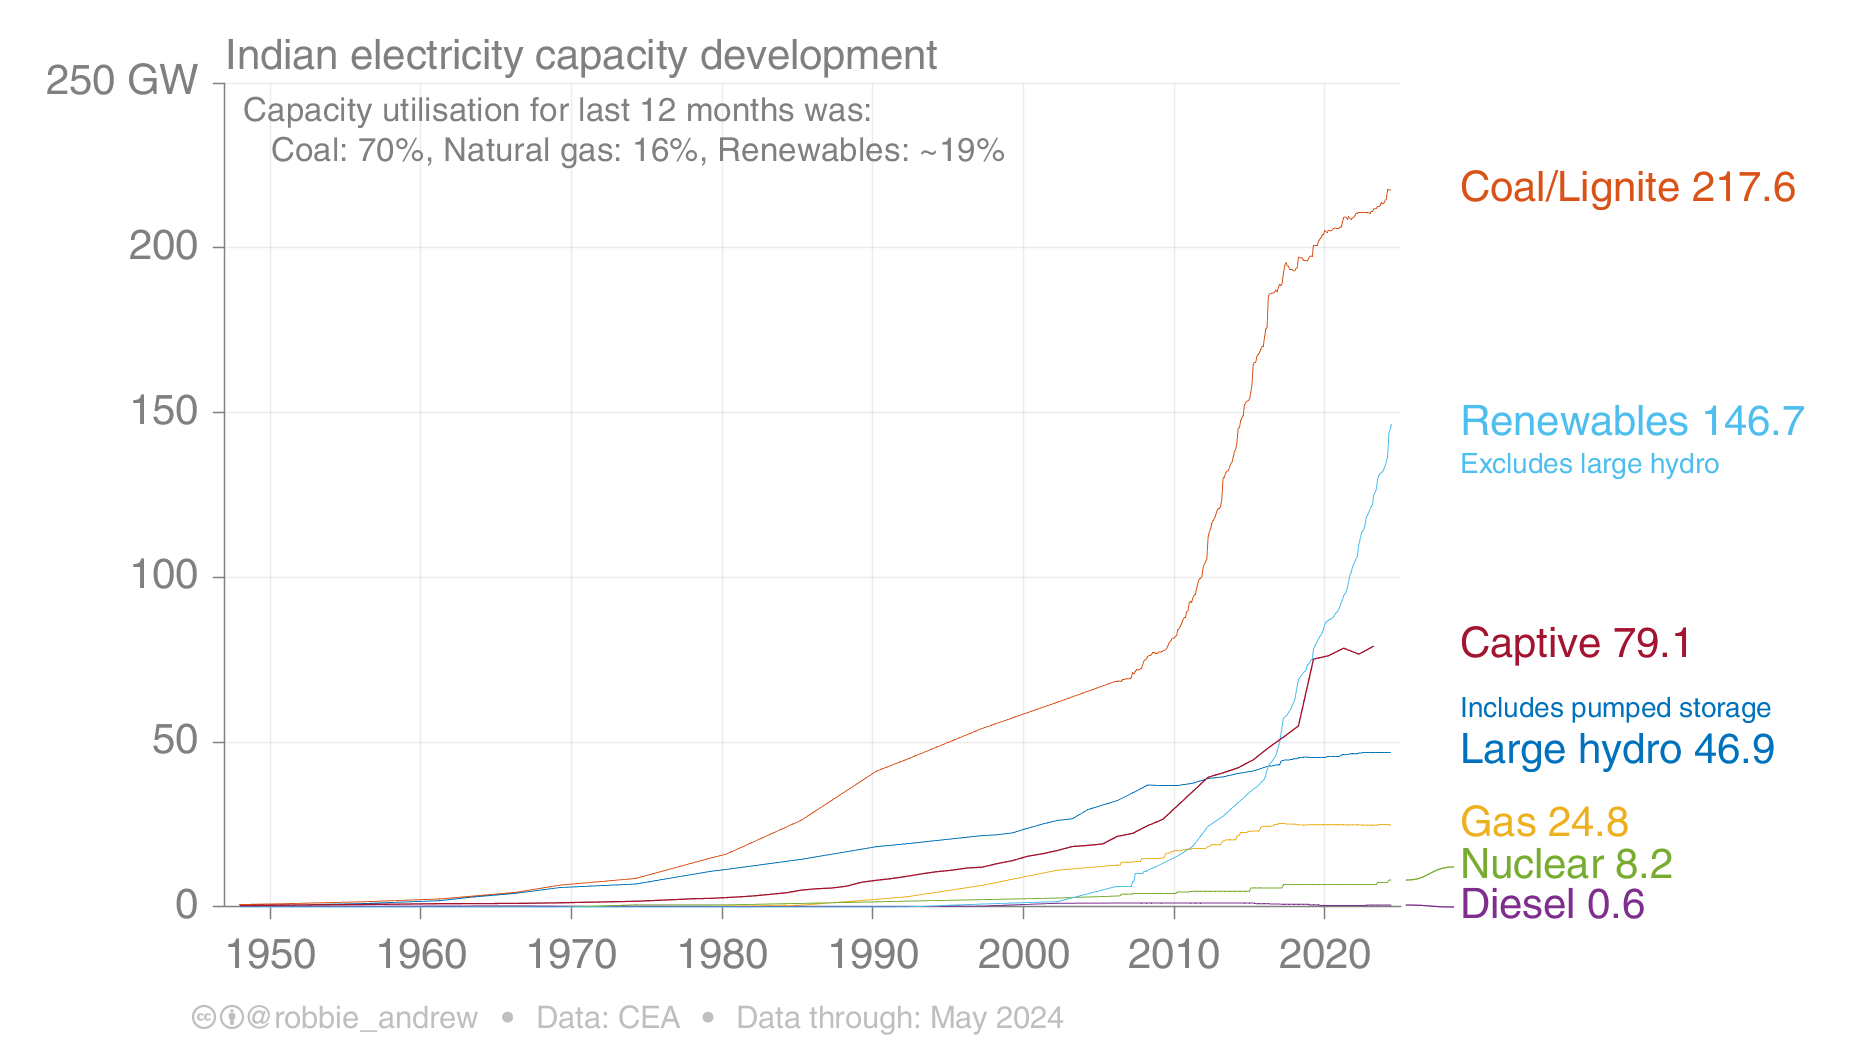 Indian electricity capacity development
250 GW
Capacity utilisation for last 12 months was:
Coal: 70%, Natural gas: 16%, Renewables: ~19%
Coal/Lignite 217.6
200
150
Renewables 146.7
Excludes large hydro
100
Captive 79.1
Includes pumped storage
50
Large hydro 46.9
Gas 24.8
Nuclear 8.2
0
Diesel 0.6
1950 1960 1970 1980 1990 2000 2010 2020
@robbie_andrew • Data: CEA • Data through: May 2024